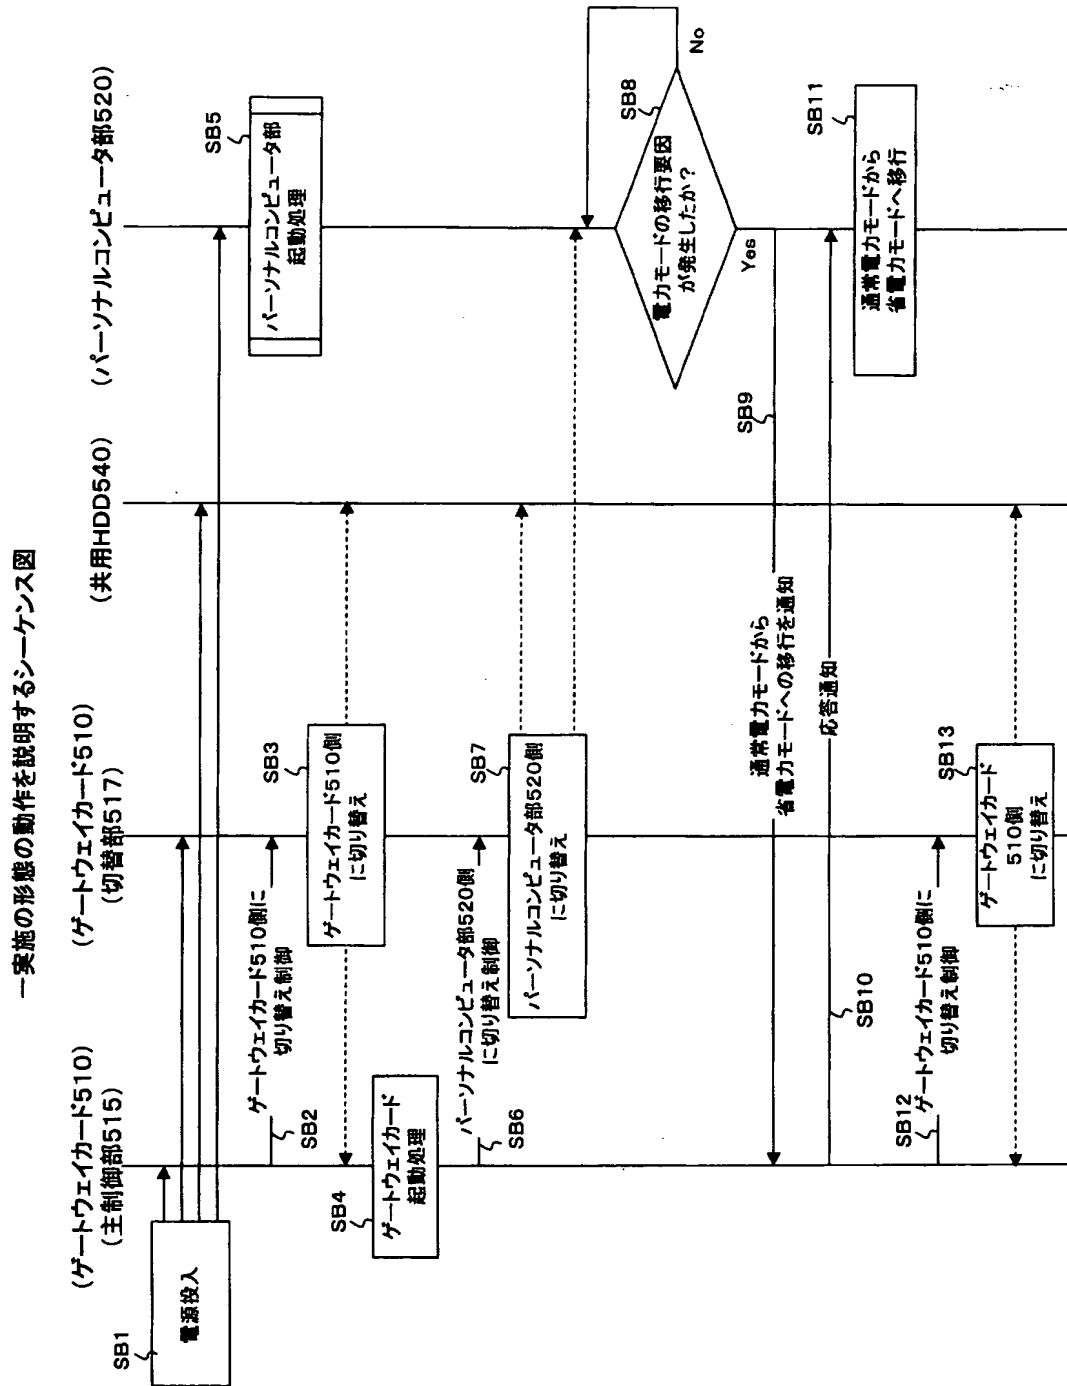 一実施の形態の動作を説明するシーケンス図
(ゲートウェイカード510)
(主制御部515)
(ゲートウェイカード510)
(切替部517)
(共用HDD540)
(パーソナルコンピュータ部520)
SB1
電源投入
SB2
ゲートウェイカード510側に
切り替え制御
SB3
ゲートウェイカード510側
に切り替え
SB4
ゲートウェイカード
起動処理
SB5
パーソナルコンピュータ部
起動処理
SB6
パーソナルコンピュータ部520側
に切り替え制御
SB7
パーソナルコンピュータ部520側
に切り替え
SB8
電力モードの移行要因
が発生したか?
No
Yes
SB9
通常電力モードから
省電力モードへの移行を通知
SB10
応答通知
SB11
通常電力モードから
省電力モードへ移行
SB12
ゲートウェイカード510側に
切り替え制御
SB13
ゲートウェイカード
510側
に切り替え